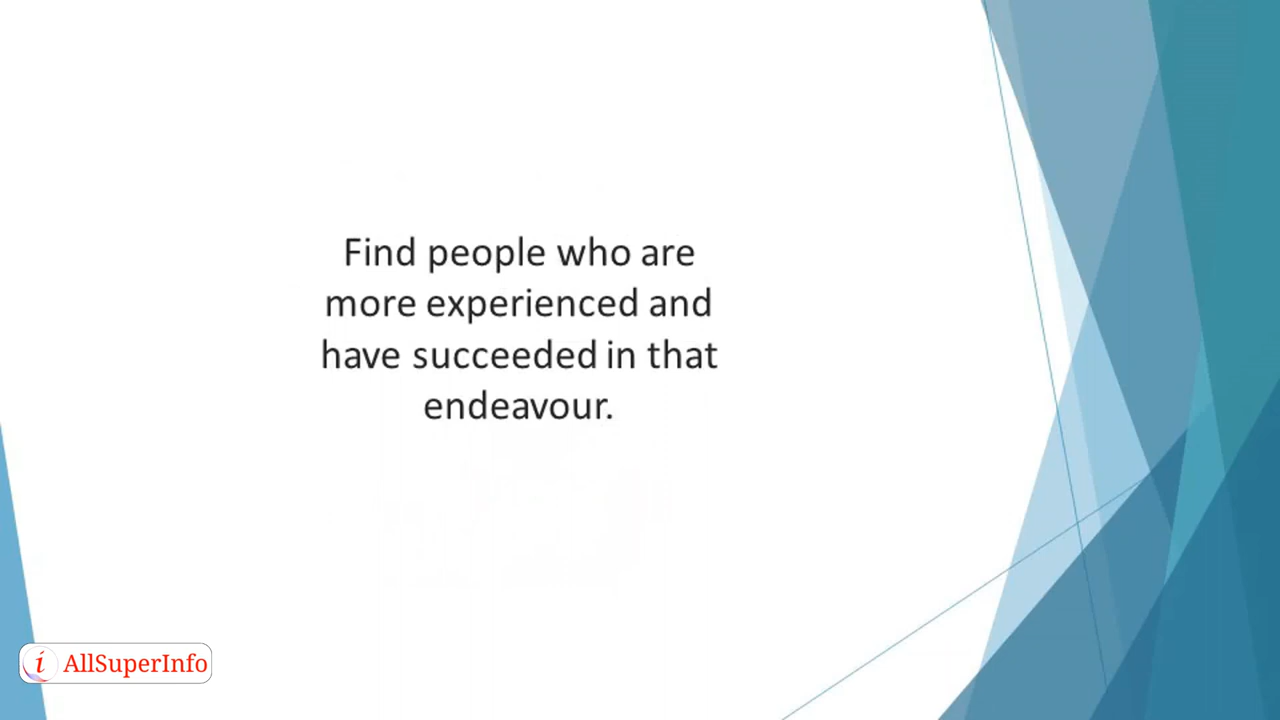 Find people who are
more experienced and
have succeeded in that
endeavour.
i AllSuperInfo